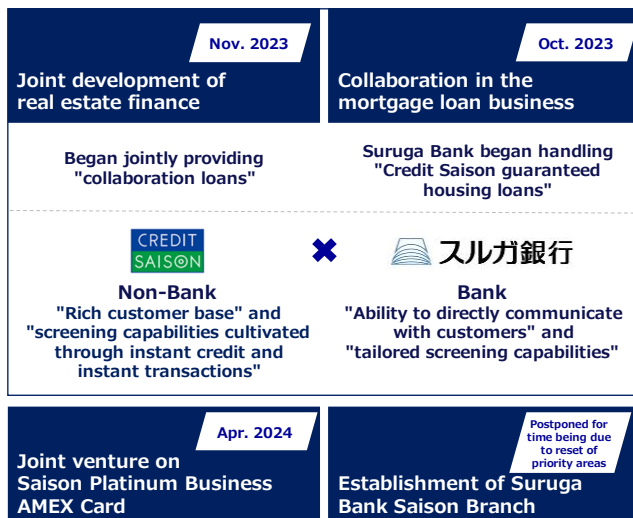 Nov. 2023
Joint development of
real estate finance
Oct. 2023
Collaboration in the
mortgage loan business
Began jointly providing
"collaboration loans"
Suruga Bank began handling
"Credit Saison guaranteed
housing loans"
CREDIT
SAISON
×
スルガ銀行
Non-Bank
"Rich customer base" and
"screening capabilities cultivated
through instant credit and
instant transactions"
Bank
"Ability to directly communicate
with customers" and
"tailored screening capabilities"
Apr. 2024
Joint venture on
Saison Platinum Business
AMEX Card
Postponed for
time being due
to reset of
priority areas
Establishment of Suruga
Bank Saison Branch